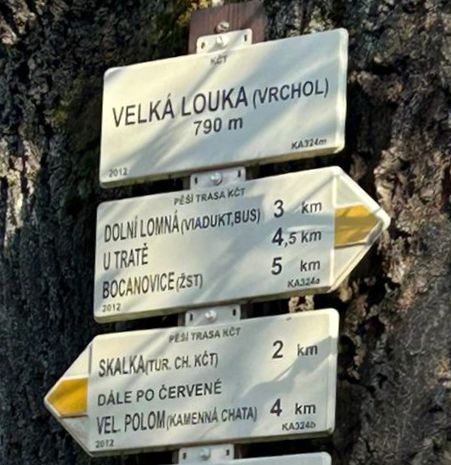 KČT
VELKÁ LOUKA (VRCHOL)
790 m
2012 KA324m
PĚŠÍ TRASA KČT
DOLNÍ LOMNÁ (VIADUKT,BUS) 3 km
U TRATĚ 4,5 km
BOCANOVICE (ŽST) 5 km
2012 KA324a
PĚŠÍ TRASA KČT
SKALKA (TUR. CH. KČT) 2 km
DÁLE PO ČERVENÉ
VEL. POLOM (KAMENNÁ CHATA) 4 km
2012 KA324b